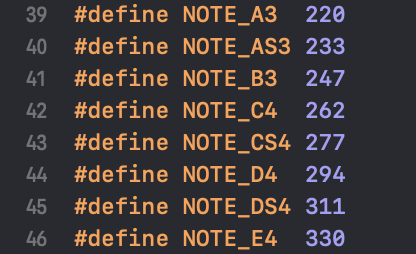 39 #define NOTE_A3 220
40 #define NOTE_AS3 233
41 #define NOTE_B3 247
42 #define NOTE_C4 262
43 #define NOTE_CS4 277
44 #define NOTE_D4 294
45 #define NOTE_DS4 311
46 #define NOTE_E4 330